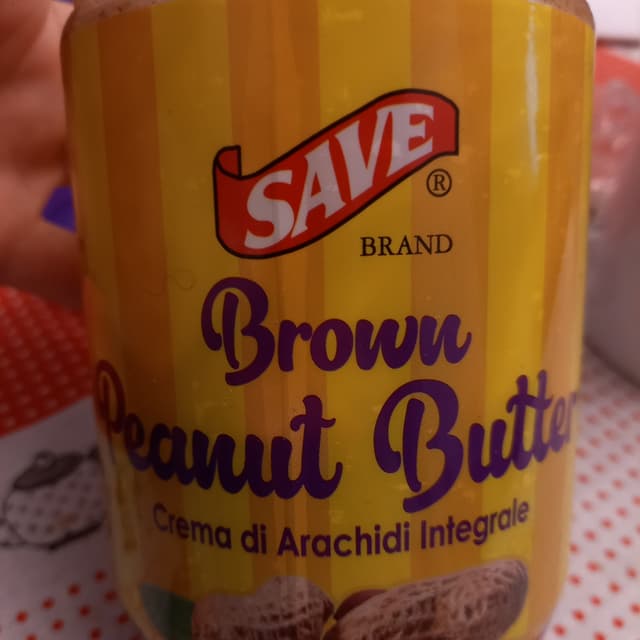 SAVE
®
BRAND
Brown
Peanut Butter
Crema di Arachidi Integrale